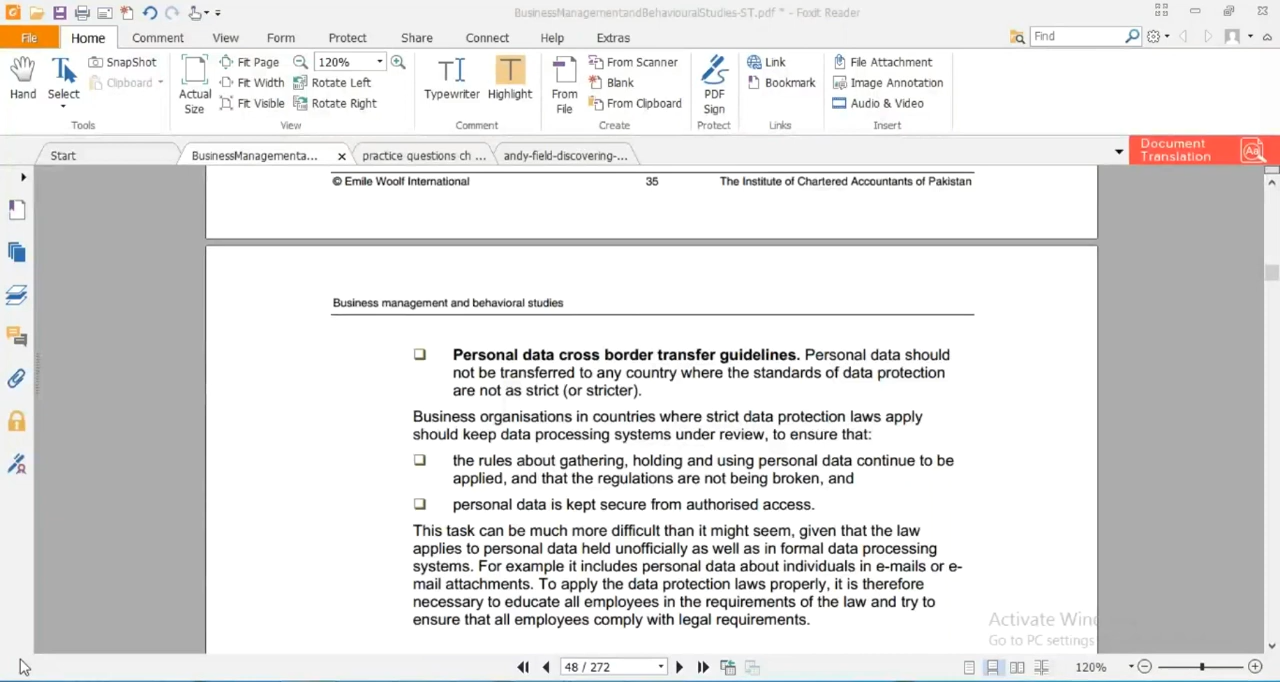 BusinessManagementandBehaviouralStudies-ST.pdf * - Foxit Reader
File Home Comment View Form Protect Share Connect Help Extras Find
Hand Select SnapShot Clipboard Tools
Actual Size Fit Page Fit Width Fit Visible 120% Rotate Left Rotate Right View
Typewriter Highlight Comment
From File From Scanner Blank From Clipboard Create
PDF Sign Protect
Link Bookmark Links
File Attachment Image Annotation Audio & Video Insert
Start BusinessManagementa... practice questions ch ... andy-field-discovering-...
Document
Translation
© Emile Woolf International 35 The Institute of Chartered Accountants of Pakistan
Business management and behavioral studies
Personal data cross border transfer guidelines. Personal data should
not be transferred to any country where the standards of data protection
are not as strict (or stricter).
Business organisations in countries where strict data protection laws apply
should keep data processing systems under review, to ensure that:
the rules about gathering, holding and using personal data continue to be
applied, and that the regulations are not being broken, and
personal data is kept secure from authorised access.
This task can be much more difficult than it might seem, given that the law
applies to personal data held unofficially as well as in formal data processing
systems. For example it includes personal data about individuals in e-mails or e-
mail attachments. To apply the data protection laws properly, it is therefore
necessary to educate all employees in the requirements of the law and try to
ensure that all employees comply with legal requirements.
Activate Win
Go to PC settings
48 / 272 120%